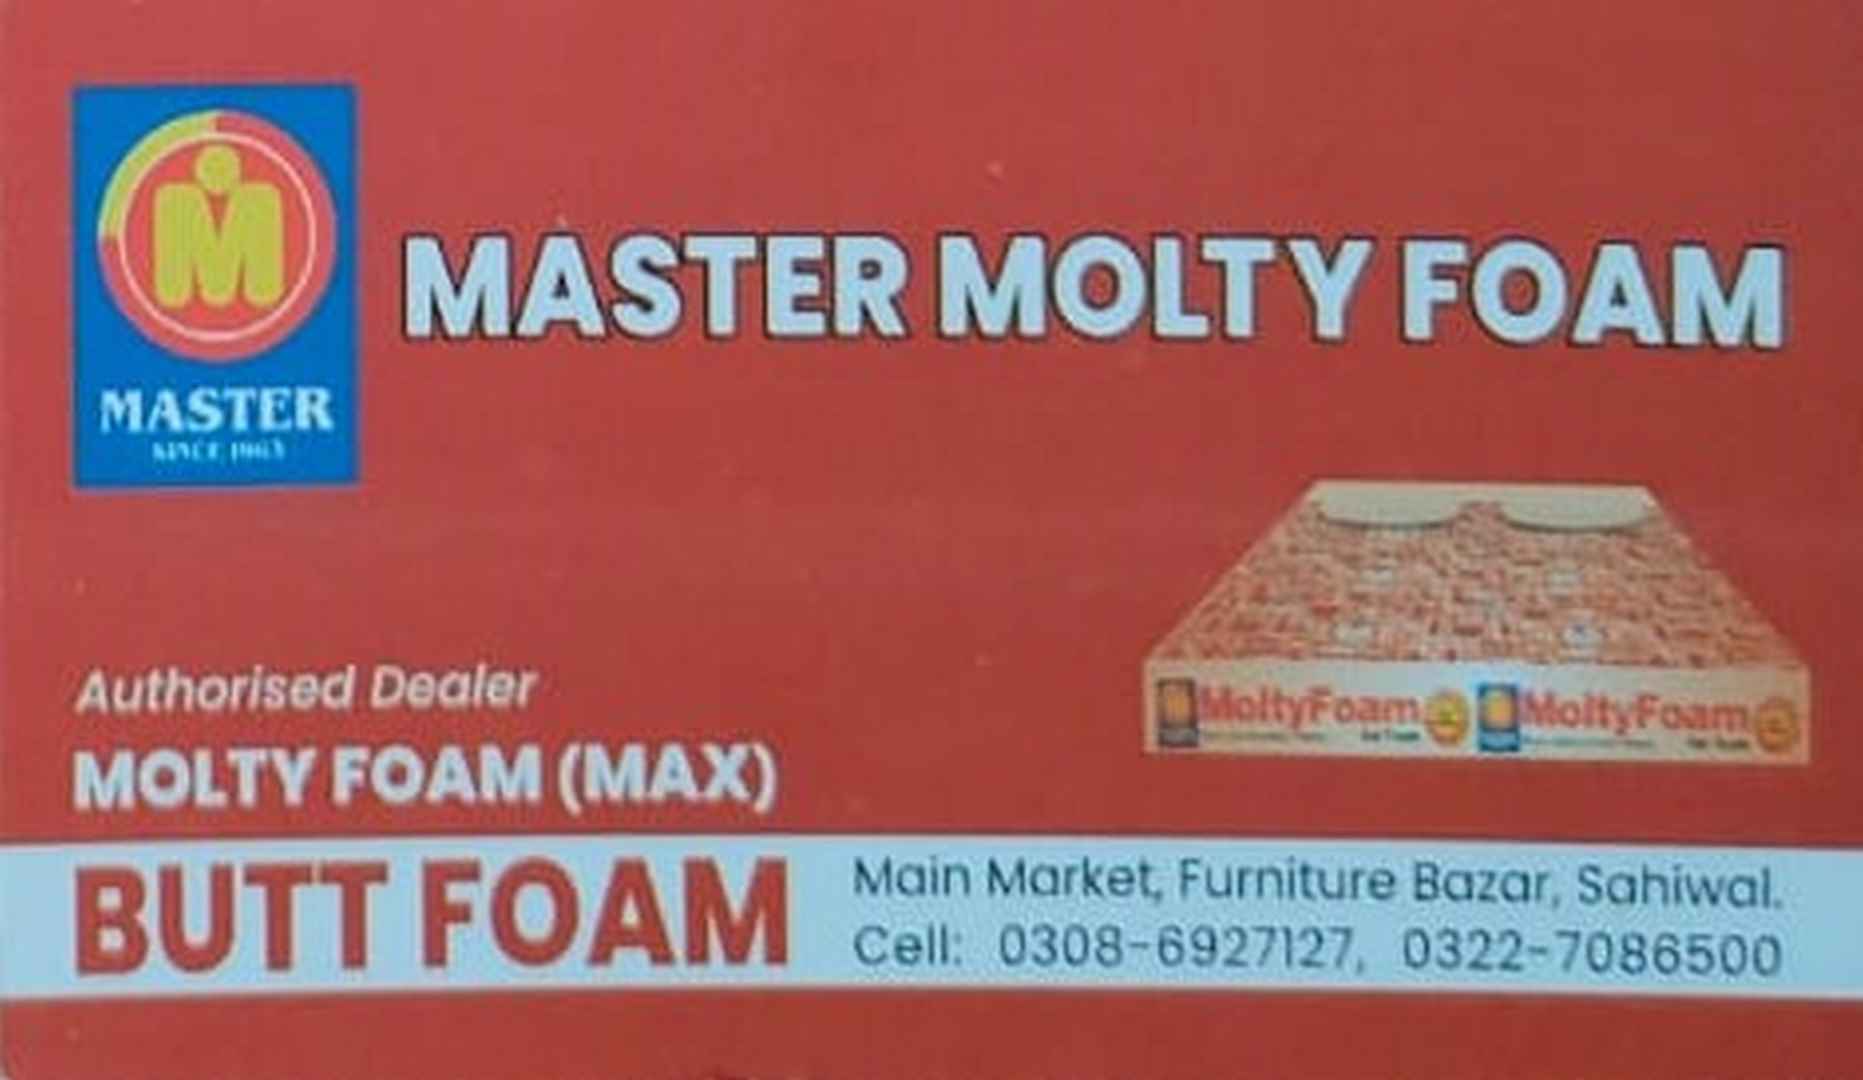 MASTER
SINCE 1963
MASTER MOLTY FOAM
MoltyFoam MoltyFoam
Authorised Dealer
MOLTY FOAM (MAX)
BUTT FOAM
Main Market, Furniture Bazar, Sahiwal.
Cell: 0308-6927127, 0322-7086500